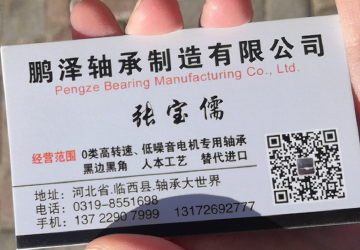 鹏泽轴承制造有限公司
Pengze Bearing Manufacturing Co., Ltd.
张宝儒
经营范围 0类高转速、低噪音电机专用轴承
黑边黑角 人本工艺 替代进口
地址：河北省.临西县.轴承大世界
电话：0319-8551698
手机：137 2290 7999 13172692777